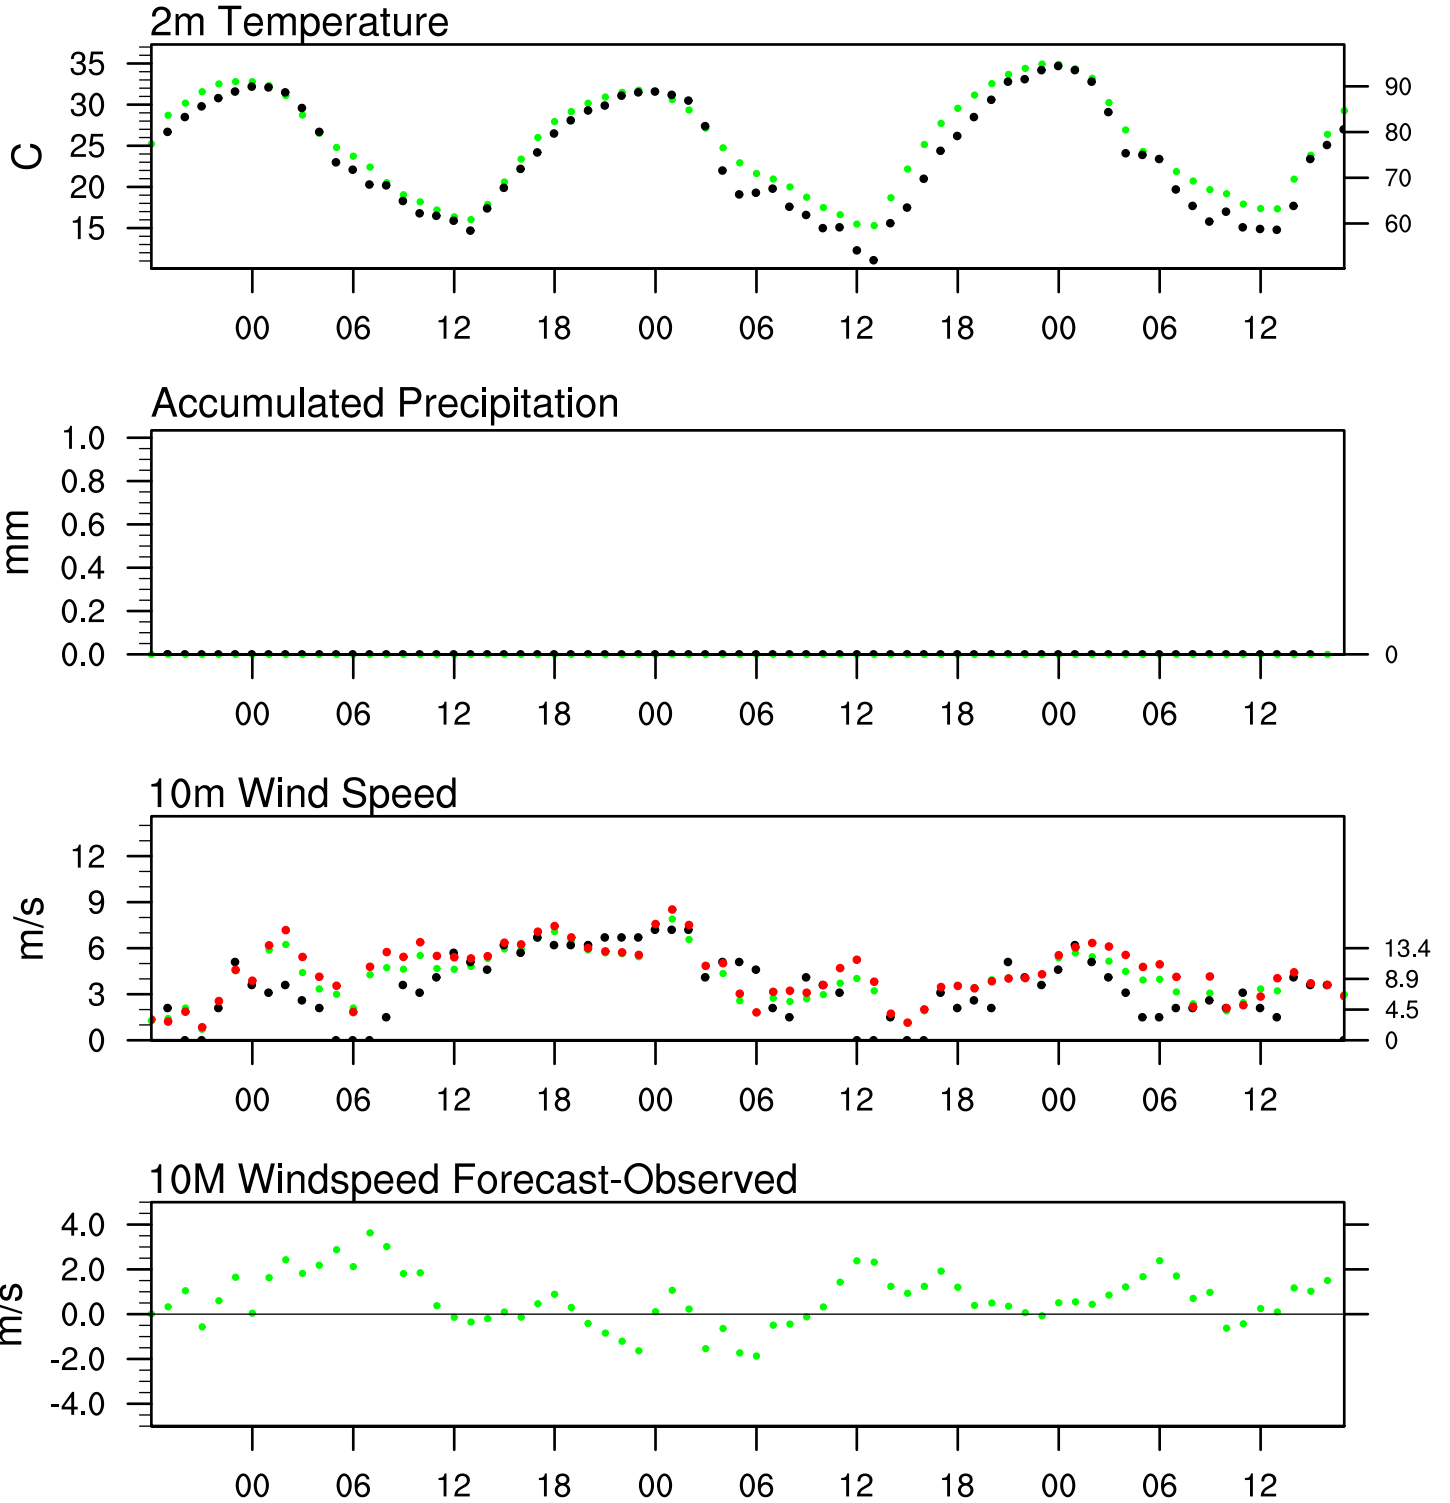 2m Temperature
35
30
25
20
15
C
90
80
70
60
00 06 12 18 00 06 12 18 00 06 12
Accumulated Precipitation
1.0
0.8
0.6
0.4
0.2
0.0
mm
0
00 06 12 18 00 06 12 18 00 06 12
10m Wind Speed
12
9
6
3
0
m/s
13.4
8.9
4.5
0
00 06 12 18 00 06 12 18 00 06 12
10M Windspeed Forecast-Observed
4.0
2.0
0.0
-2.0
-4.0
m/s
00 06 12 18 00 06 12 18 00 06 12